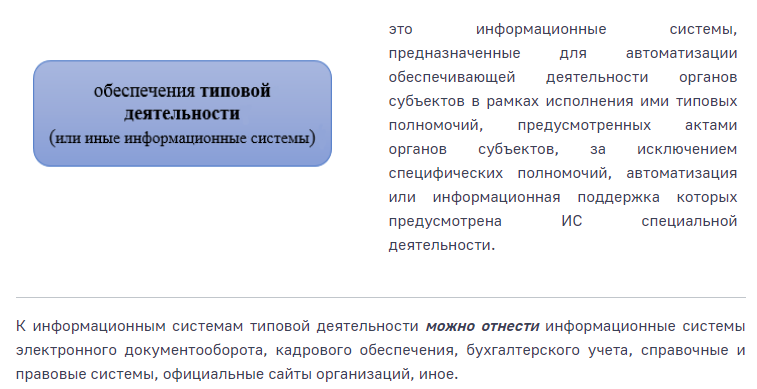 обеспечения типовой
деятельности
(или иные информационные системы)
это информационные системы,
предназначенные для автоматизации
обеспечивающей деятельности органов
субъектов в рамках исполнения ими типовых
полномочий, предусмотренных актами
органов субъектов, за исключением
специфических полномочий, автоматизация
или информационная поддержка которых
предусмотрена ИС специальной
деятельности.
К информационным системам типовой деятельности можно отнести информационные системы
электронного документооборота, кадрового обеспечения, бухгалтерского учета, справочные и
правовые системы, официальные сайты организаций, иное.